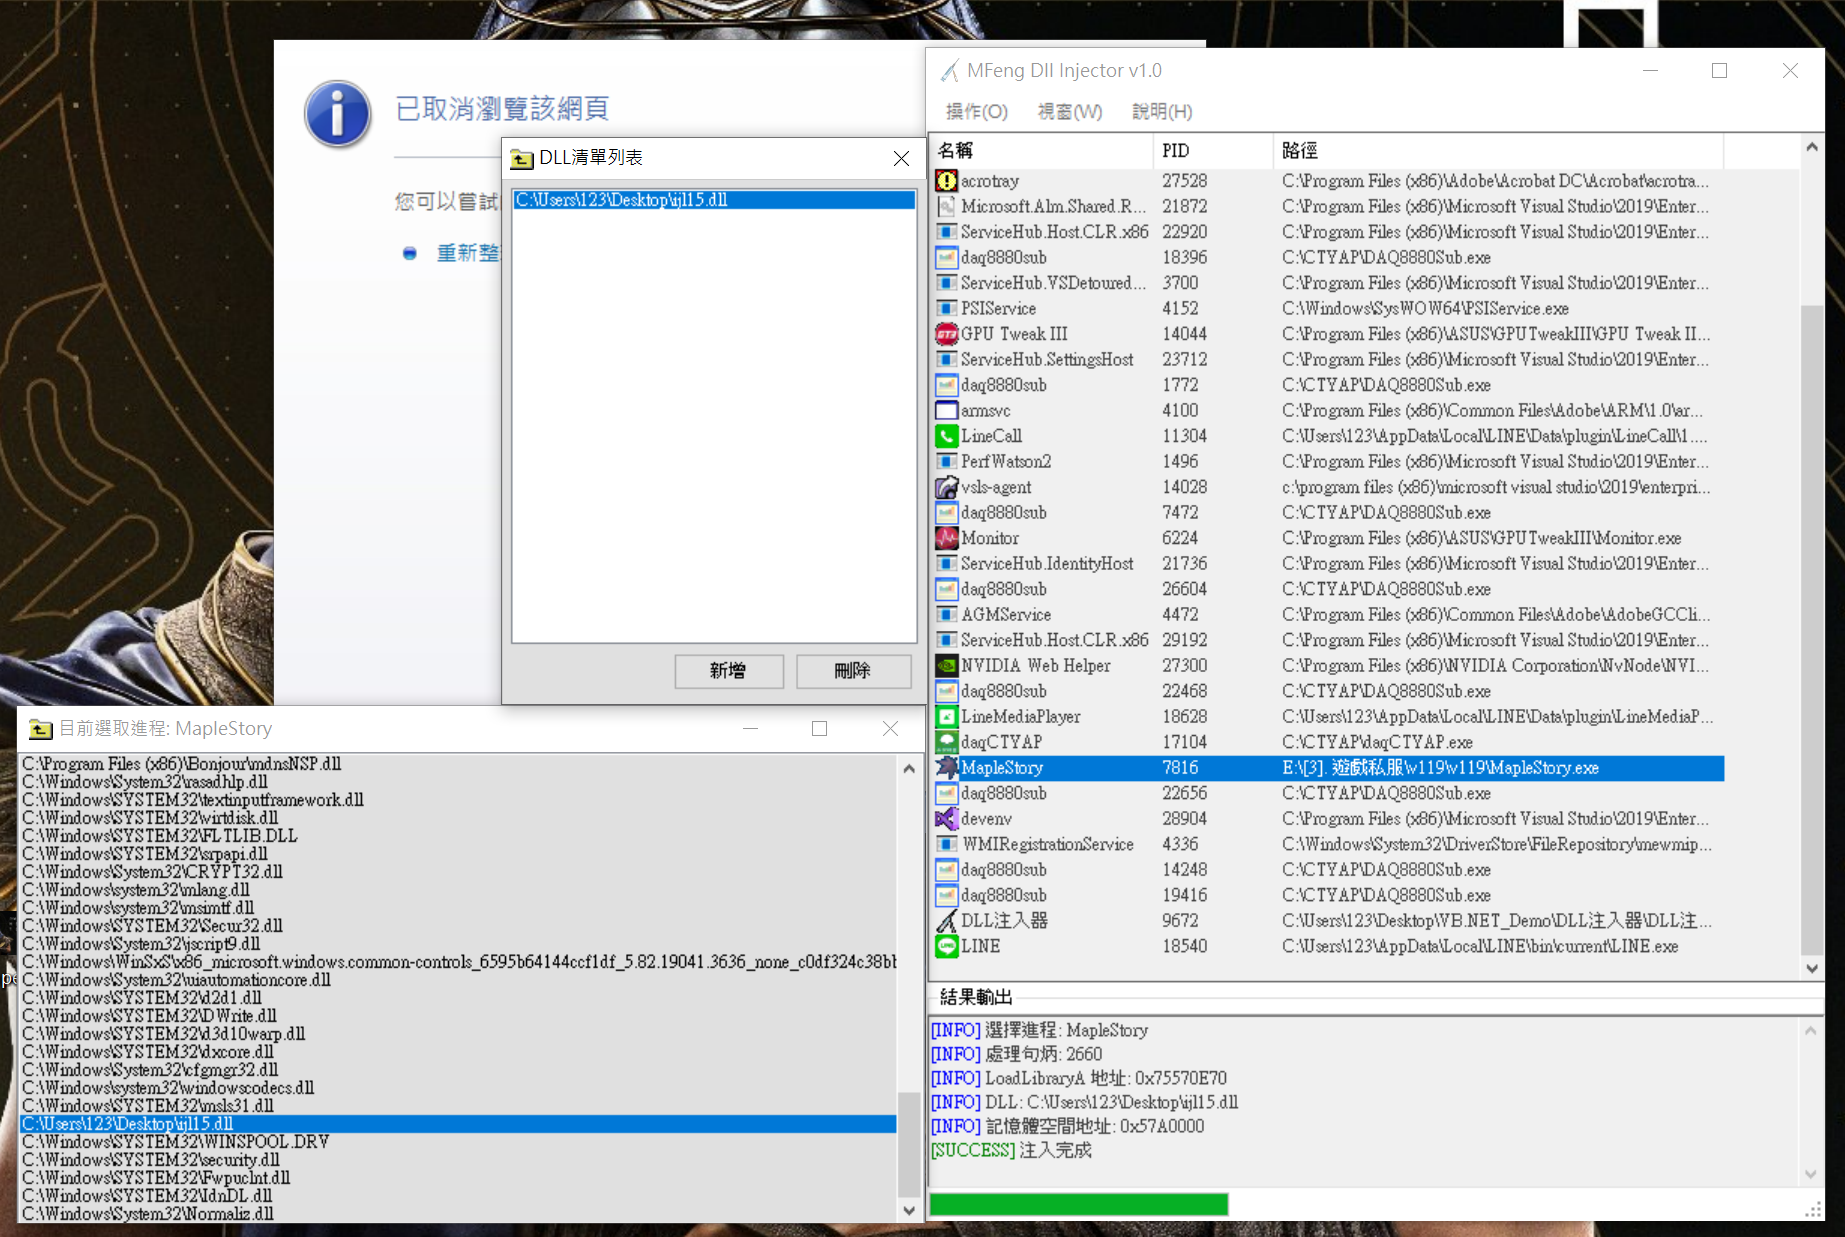 已取消瀏覽該網頁
您可以嘗試
重新整
DLL清單列表
C:\Users\123\Desktop\ijl15.dll
新增
刪除
MFeng Dll Injector v1.0
操作(O) 視窗(W) 說明(H)
名稱 PID 路徑
acrotray 27528 C:\Program Files (x86)\Adobe\Acrobat DC\Acrobat\acrotra...
Microsoft.Alm.Shared.R... 21872 C:\Program Files (x86)\Microsoft Visual Studio\2019\Enter...
ServiceHub.Host.CLR.x86 22920 C:\Program Files (x86)\Microsoft Visual Studio\2019\Enter...
daq8880sub 18396 C:\CTYAP\DAQ8880Sub.exe
ServiceHub.VSDetoured... 3700 C:\Program Files (x86)\Microsoft Visual Studio\2019\Enter...
PSIService 4152 C:\Windows\SysWOW64\PSIService.exe
GPU Tweak III 14044 C:\Program Files (x86)\ASUS\GPUTweakIII\GPU Tweak II...
ServiceHub.SettingsHost 23712 C:\Program Files (x86)\Microsoft Visual Studio\2019\Enter...
daq8880sub 1772 C:\CTYAP\DAQ8880Sub.exe
armsvc 4100 C:\Program Files (x86)\Common Files\Adobe\ARM\1.0\ar...
LineCall 11304 C:\Users\123\AppData\Local\LINE\Data\plugin\LineCall\1....
PerfWatson2 1496 C:\Program Files (x86)\Microsoft Visual Studio\2019\Enter...
vsls-agent 14028 c:\program files (x86)\microsoft visual studio\2019\enterpri...
daq8880sub 7472 C:\CTYAP\DAQ8880Sub.exe
Monitor 6224 C:\Program Files (x86)\ASUS\GPUTweakIII\Monitor.exe
ServiceHub.IdentityHost 21736 C:\Program Files (x86)\Microsoft Visual Studio\2019\Enter...
daq8880sub 26604 C:\CTYAP\DAQ8880Sub.exe
AGMService 4472 C:\Program Files (x86)\Common Files\Adobe\AdobeGCCli...
ServiceHub.Host.CLR.x86 29192 C:\Program Files (x86)\Microsoft Visual Studio\2019\Enter...
NVIDIA Web Helper 27300 C:\Program Files (x86)\NVIDIA Corporation\NvNode\NVI...
daq8880sub 22468 C:\CTYAP\DAQ8880Sub.exe
LineMediaPlayer 18628 C:\Users\123\AppData\Local\LINE\Data\plugin\LineMediaP...
daqCTYAP 17104 C:\CTYAP\daqCTYAP.exe
MapleStory 7816 E:\[3]. 遊戲私服\v119\v119\MapleStory.exe
daq8880sub 22656 C:\CTYAP\DAQ8880Sub.exe
devenv 28904 C:\Program Files (x86)\Microsoft Visual Studio\2019\Enter...
WMIRegistrationService 4336 C:\Windows\System32\DriverStore\FileRepository\mewmip...
daq8880sub 14248 C:\CTYAP\DAQ8880Sub.exe
daq8880sub 19416 C:\CTYAP\DAQ8880Sub.exe
DLL注入器 9672 C:\Users\123\Desktop\VB.NET_Demo\DLL注入器\DLL注...
LINE 18540 C:\Users\123\AppData\Local\LINE\bin\current\LINE.exe
結果輸出
[INFO] 選擇進程: MapleStory
[INFO] 處理句炳: 2660
[INFO] LoadLibraryA 地址: 0x75570E70
[INFO] DLL: C:\Users\123\Desktop\ijl15.dll
[INFO] 記憶體空間地址: 0x57A0000
[SUCCESS] 注入完成
目前選取進程: MapleStory
C:\Program Files (x86)\Bonjour\mdnsNSP.dll
C:\Windows\System32\rasadhlp.dll
C:\Windows\SYSTEM32\textinputframework.dll
C:\Windows\SYSTEM32\virtdisk.dll
C:\Windows\SYSTEM32\FLTLIB.DLL
C:\Windows\SYSTEM32\srpapi.dll
C:\Windows\System32\CRYPT32.dll
C:\Windows\system32\mlang.dll
C:\Windows\system32\msimtf.dll
C:\Windows\SYSTEM32\Secur32.dll
C:\Windows\System32\jscript9.dll
C:\Windows\WinSxS\x86_microsoft.windows.common-controls_6595b64144ccf1df_5.82.19041.3636_none_c0df324c38bb
C:\Windows\System32\uiautomationcore.dll
C:\Windows\SYSTEM32\d2d1.dll
C:\Windows\SYSTEM32\DWrite.dll
C:\Windows\SYSTEM32\d3d10warp.dll
C:\Windows\SYSTEM32\dxcore.dll
C:\Windows\SYSTEM32\cfgmgr32.dll
C:\Windows\system32\windowscodecs.dll
C:\Windows\SYSTEM32\msls31.dll
C:\Users\123\Desktop\ijl15.dll
C:\Windows\SYSTEM32\WINSPOOL.DRV
C:\Windows\SYSTEM32\security.dll
C:\Windows\System32\Fwpuclnt.dll
C:\Windows\System32\IdnDL.dll
C:\Windows\System32\Normaliz.dll